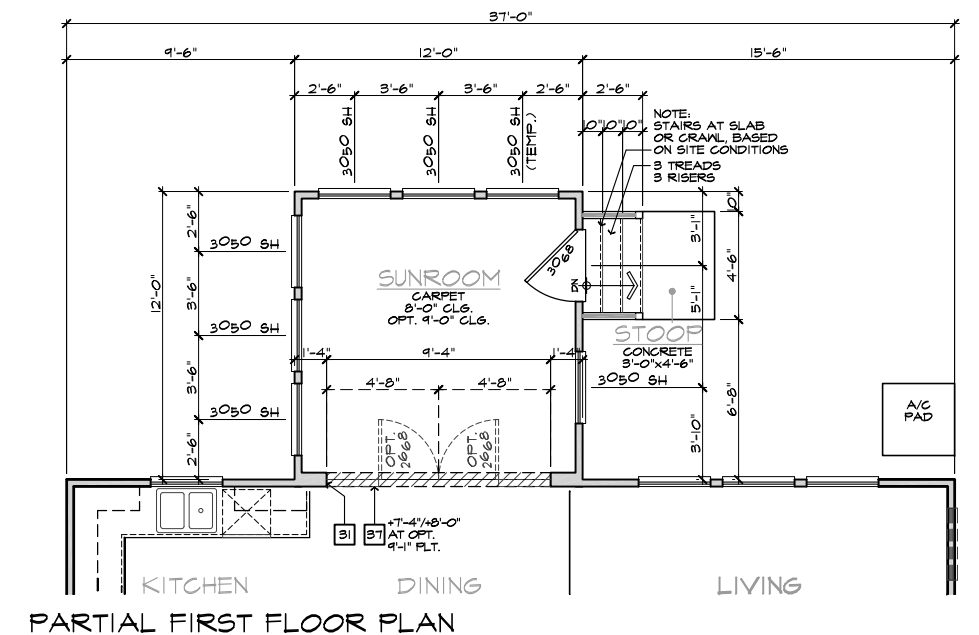 37'-0"
9'-6" 12'-0" 15'-6"
2'-6" 3'-6" 3'-6" 2'-6" 2'-6"
3050 SH
3050 SH
3050 SH
(TEMP.)
10" 10" 10"
NOTE:
STAIRS AT SLAB
OR CRAWL, BASED
ON SITE CONDITIONS
3 TREADS
3 RISERS
12'-0"
2'-6"
3'-6"
3'-6"
2'-6"
3050 SH
3050 SH
3050 SH
SUNROOM
CARPET
8'-0" CLG.
OPT. 9'-0" CLG.
3068
DN
10"
3'-1"
4'-6"
5'-1"
STOOP
CONCRETE
3'-0"x4'-6"
3050 SH
6'-8"
3'-10"
1'-4" 9'-4" 1'-4"
4'-8" 4'-8"
OPT.
2668
OPT.
2668
A/C
PAD
31 37
+7'-4"/+8'-0"
AT OPT.
9'-1" PLT.
KITCHEN DINING LIVING
PARTIAL FIRST FLOOR PLAN